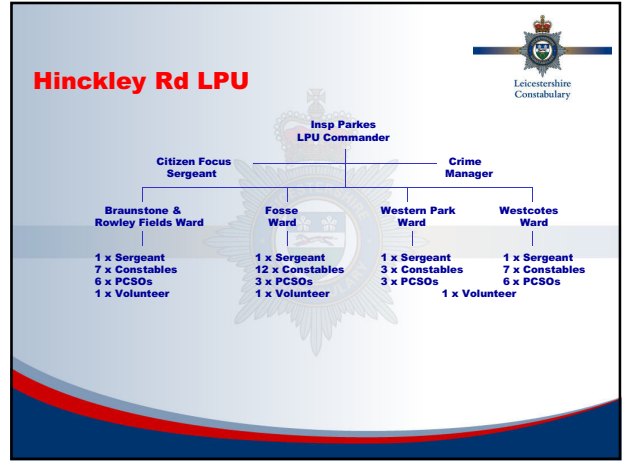 Hinckley Rd LPU
Leicestershire
Constabulary
Insp Parkes
LPU Commander
Citizen Focus
Sergeant
Crime
Manager
Braunstone &
Rowley Fields Ward
1 x Sergeant
7 x Constables
6 x PCSOs
1 x Volunteer
Fosse
Ward
1 x Sergeant
12 x Constables
3 x PCSOs
1 x Volunteer
Western Park
Ward
1 x Sergeant
3 x Constables
3 x PCSOs
Westcotes
Ward
1 x Sergeant
7 x Constables
6 x PCSOs
1 x Volunteer